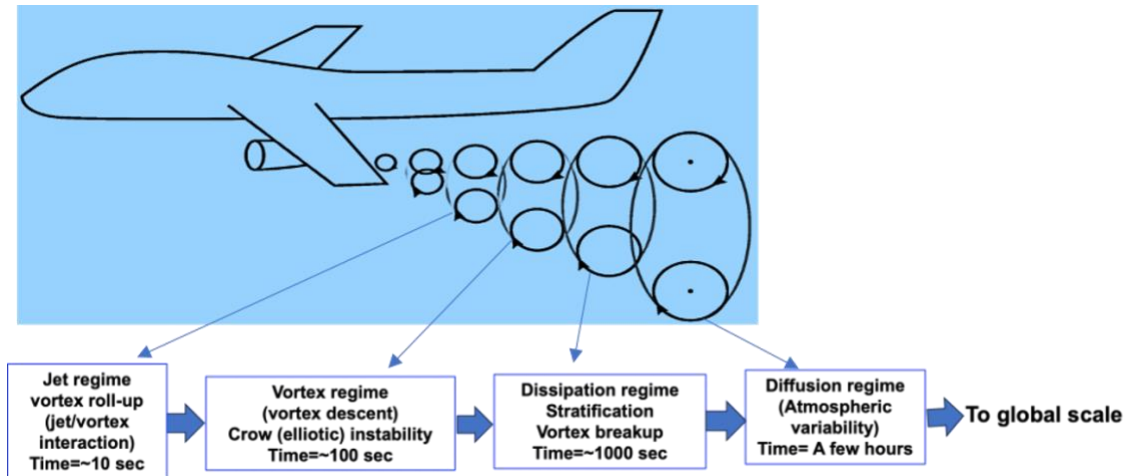 Jet regime
vortex roll-up
(jet/vortex
interaction)
Time=~10 sec
Vortex regime
(vortex descent)
Crow (elliotic) instability
Time=~100 sec
Dissipation regime
Stratification
Vortex breakup
Time=~1000 sec
Diffusion regime
(Atmospheric
variability)
Time= A few hours
To global scale